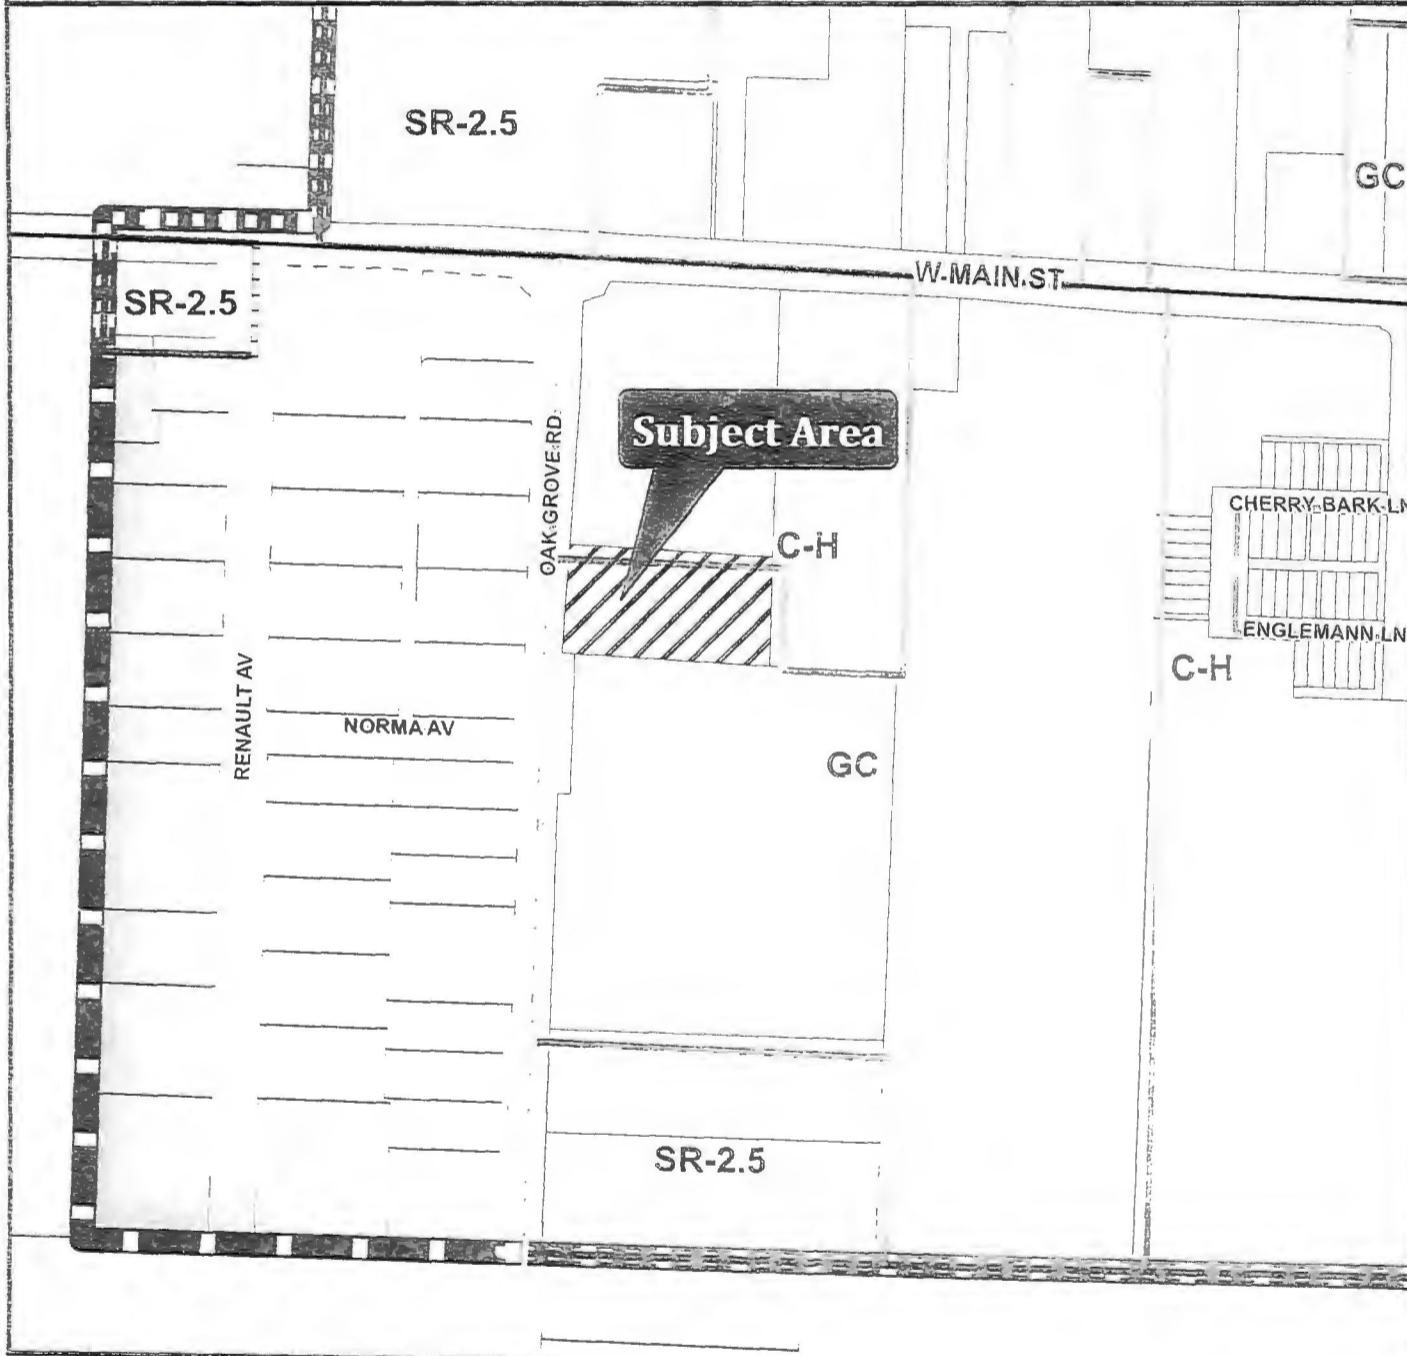 SR-2.5
GC
W MAIN ST
SR-2.5
Subject Area
OAK GROVE RD
C-H
CHERRY BARK LN
ENGLEMANN LN
C-H
RENAULT AV
NORMA AV
GC
SR-2.5